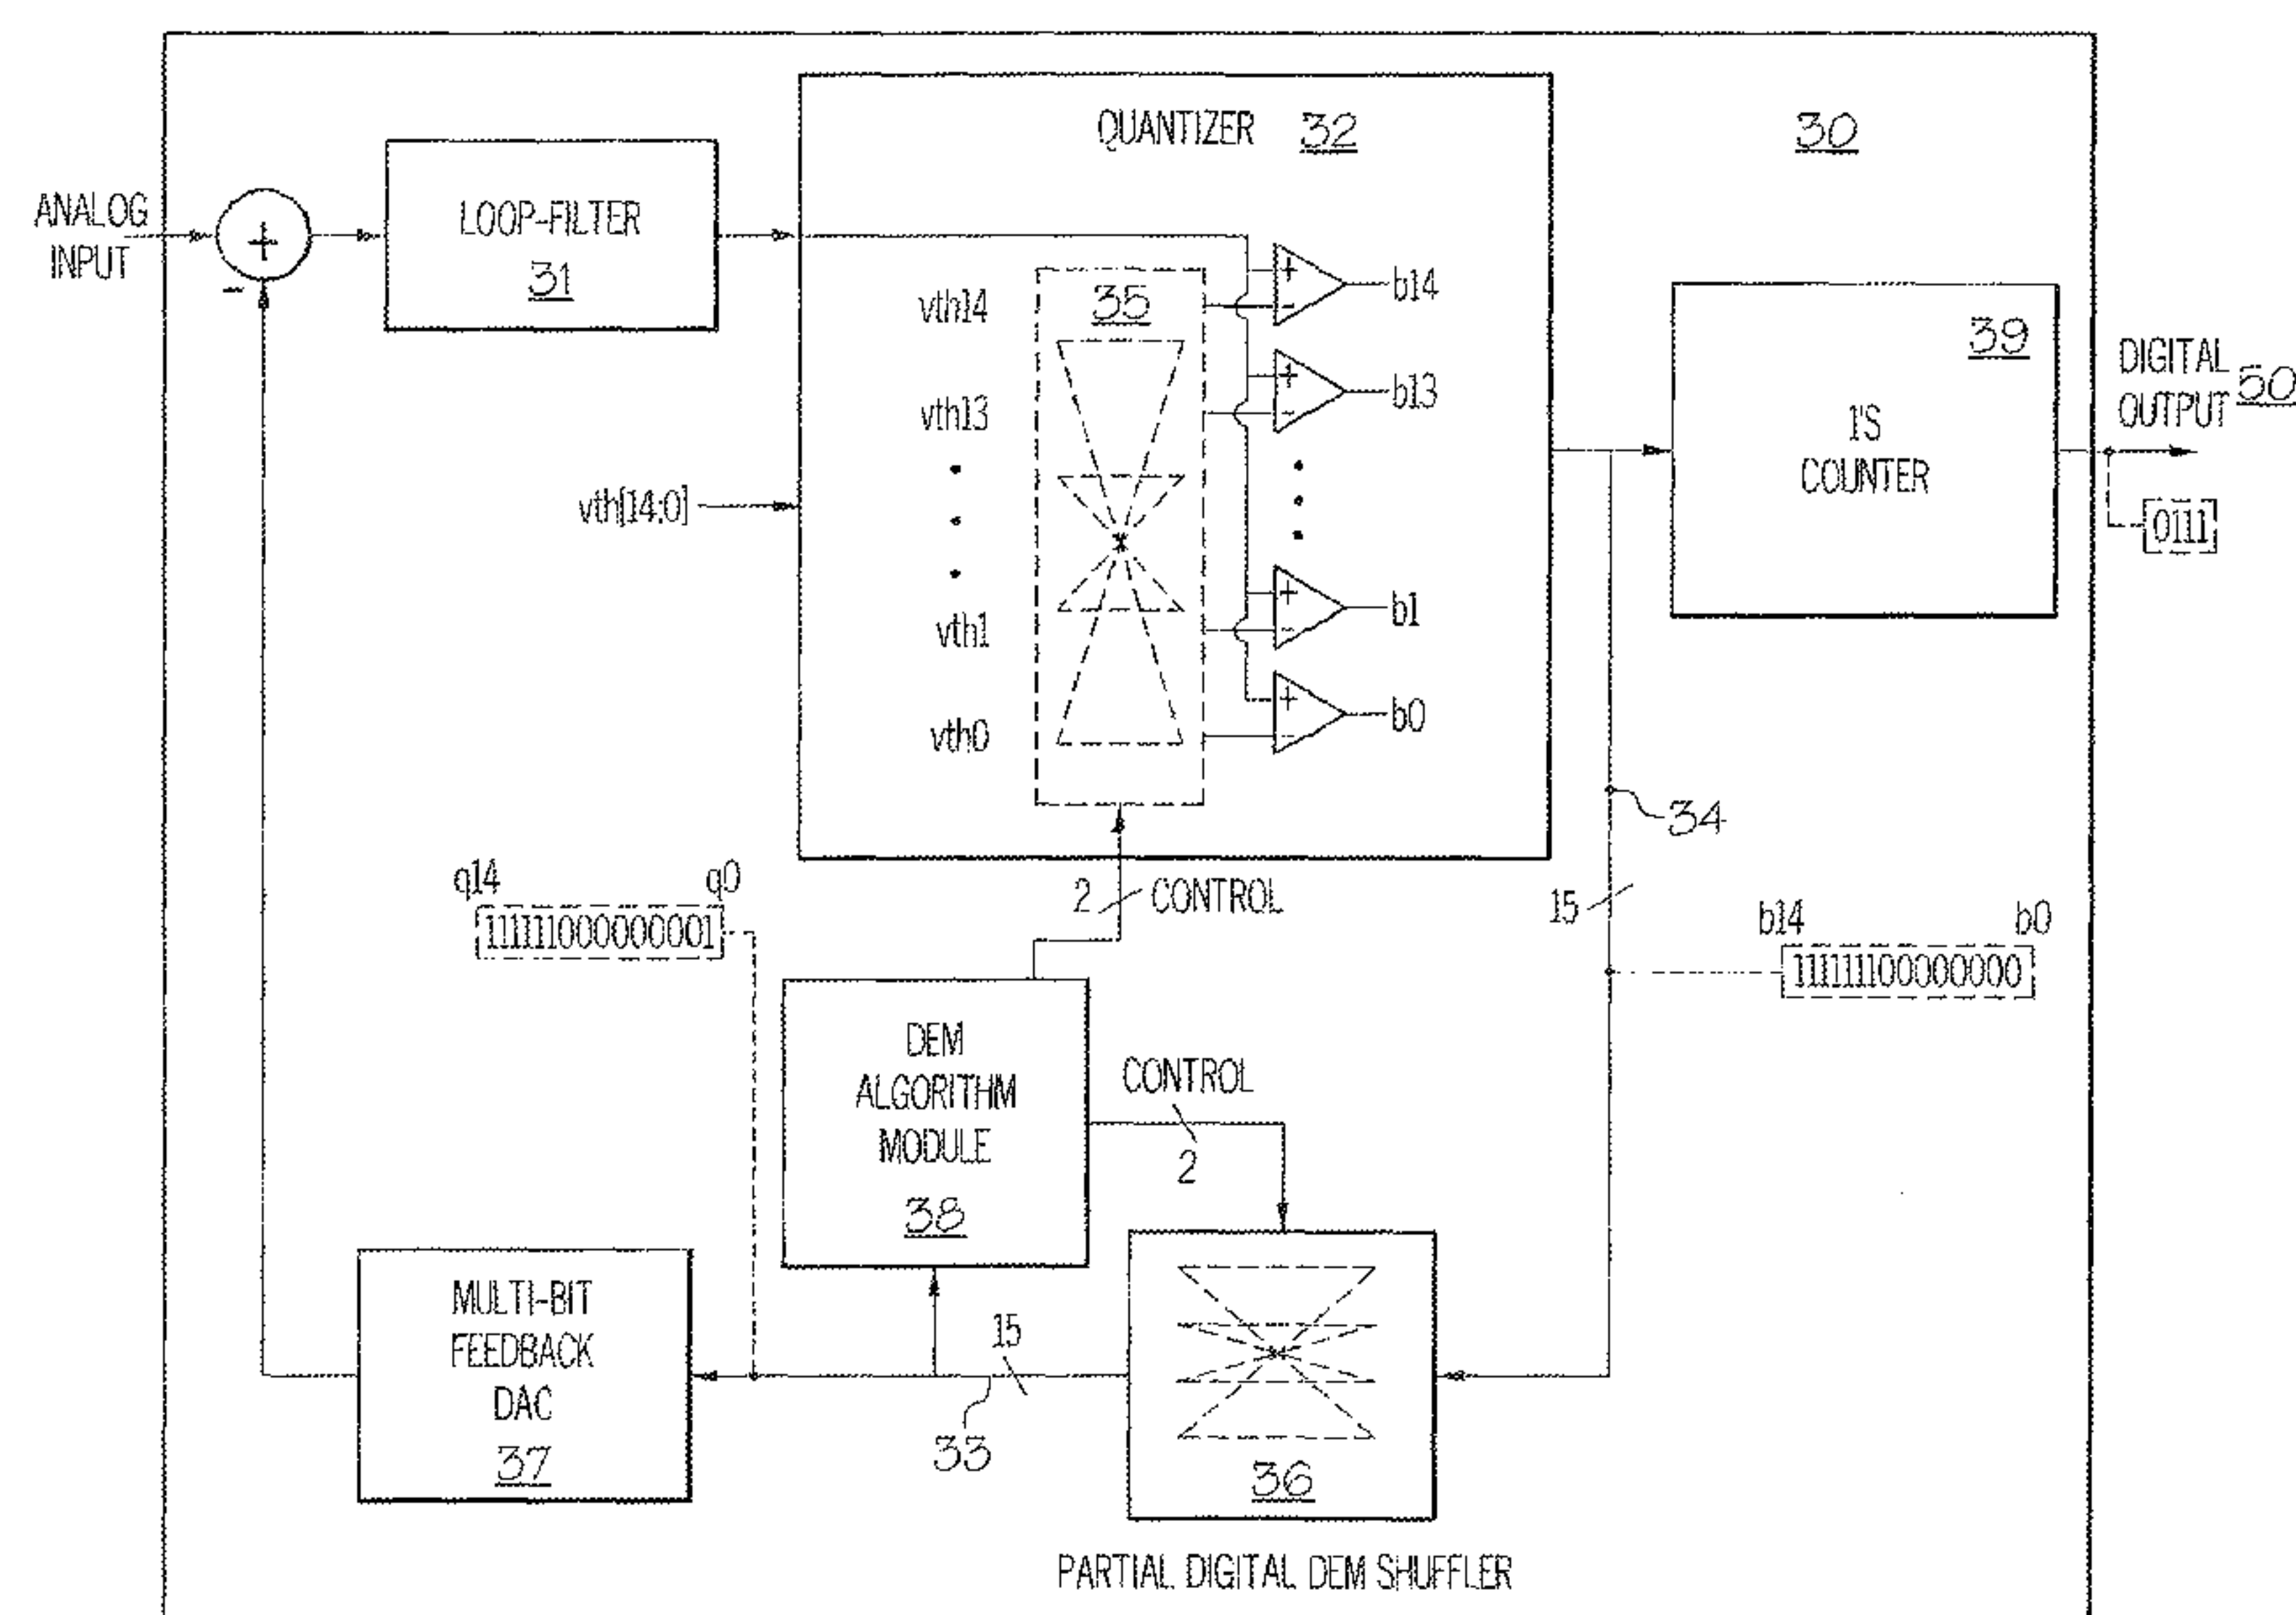 ANALOG
INPUT
+
-
LOOP-FILTER
31
QUANTIZER 32
30
vth14
vth13
vth1
vth0
35
+
-
b14
+
-
b13
+
-
b1
+
-
b0
vth[14:0]
39
1'S
COUNTER
DIGITAL
OUTPUT 50
0111
34
15
b14 b0
111111100000000
2 CONTROL
q14 q0
111111000000001
DEM
ALGORITHM
MODULE
38
CONTROL
2
MULTI-BIT
FEEDBACK
DAC
37
15
33
36
PARTIAL DIGITAL DEM SHUFFLER